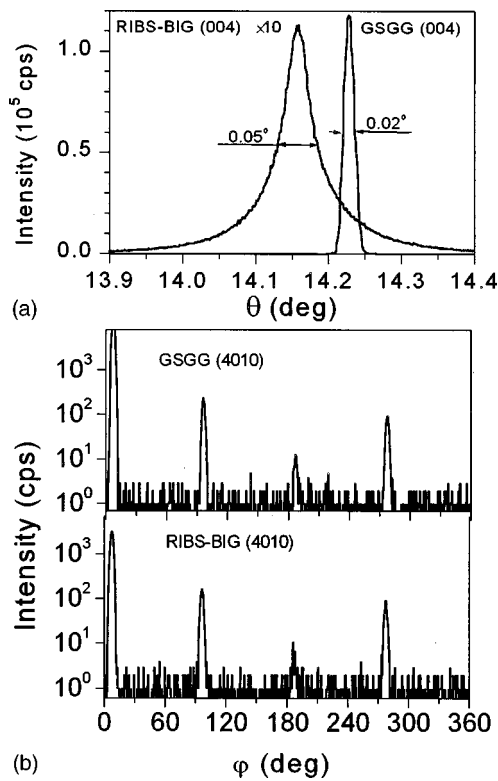 RIBS-BIG (004) ×10 GSGG (004)
Intensity (10⁵ cps)
1.0
0.5
0.0
0.05°
0.02°
13.9 14.0 14.1 14.2 14.3 14.4
θ (deg)
(a)
GSGG (4010)
10³
10²
10¹
10⁰
Intensity (cps)
RIBS-BIG (4010)
10³
10²
10¹
10⁰
0 60 120 180 240 300 360
φ (deg)
(b)